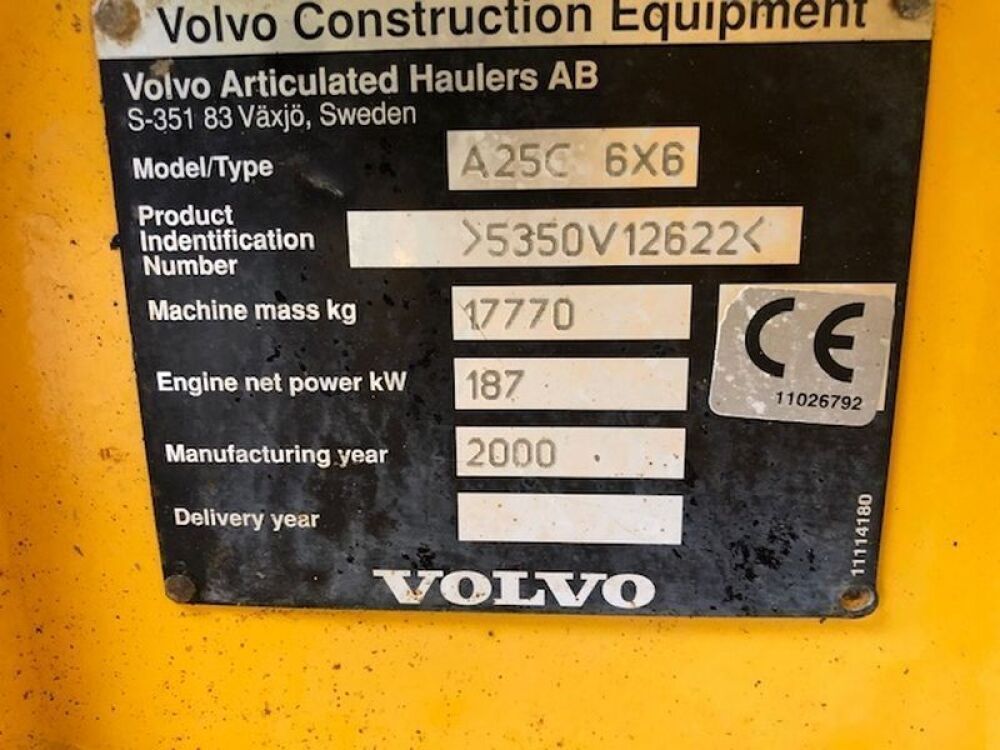 Volvo Construction Equipment
Volvo Articulated Haulers AB
S-351 83 Växjö, Sweden
Model/Type A25C 6X6
Product
Indentification
Number >5350V12622<
Machine mass kg 17770
Engine net power kW 187
CE
11026792
Manufacturing year 2000
Delivery year
11114180
VOLVO